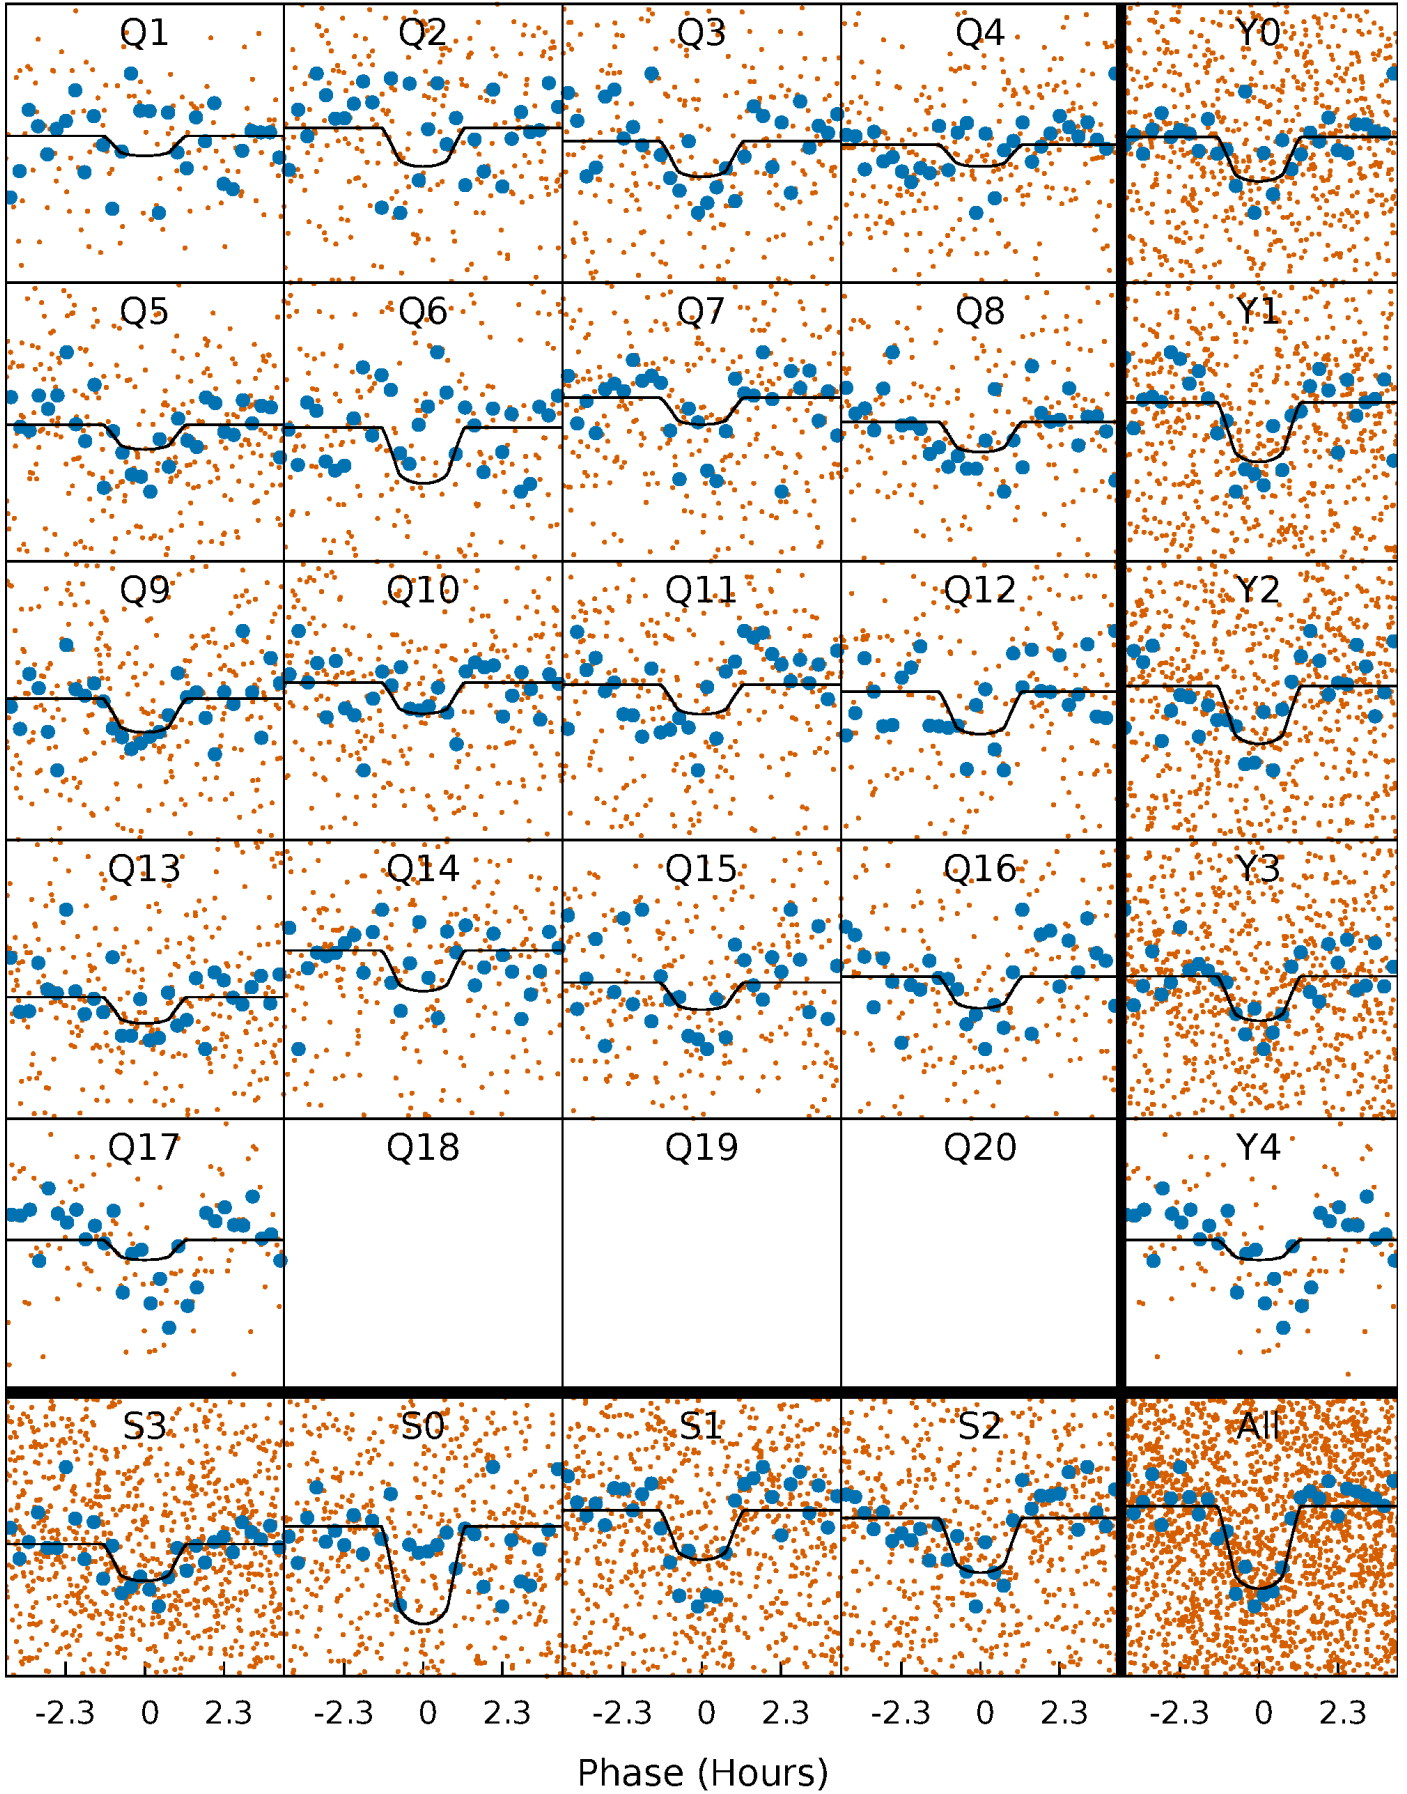 Q1 Q2 Q3 Q4 Y0
Q5 Q6 Q7 Q8 Y1
Q9 Q10 Q11 Q12 Y2
Q13 Q14 Q15 Q16 Y3
Q17 Q18 Q19 Q20 Y4
S3 S0 S1 S2 All
-2.3 0 2.3 -2.3 0 2.3 -2.3 0 2.3 -2.3 0 2.3 -2.3 0 2.3
Phase (Hours)